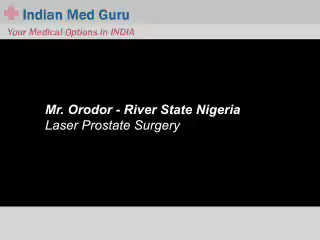 Indian Med Guru
Your Medical Options in INDIA
Mr. Orodor - River State Nigeria
Laser Prostate Surgery